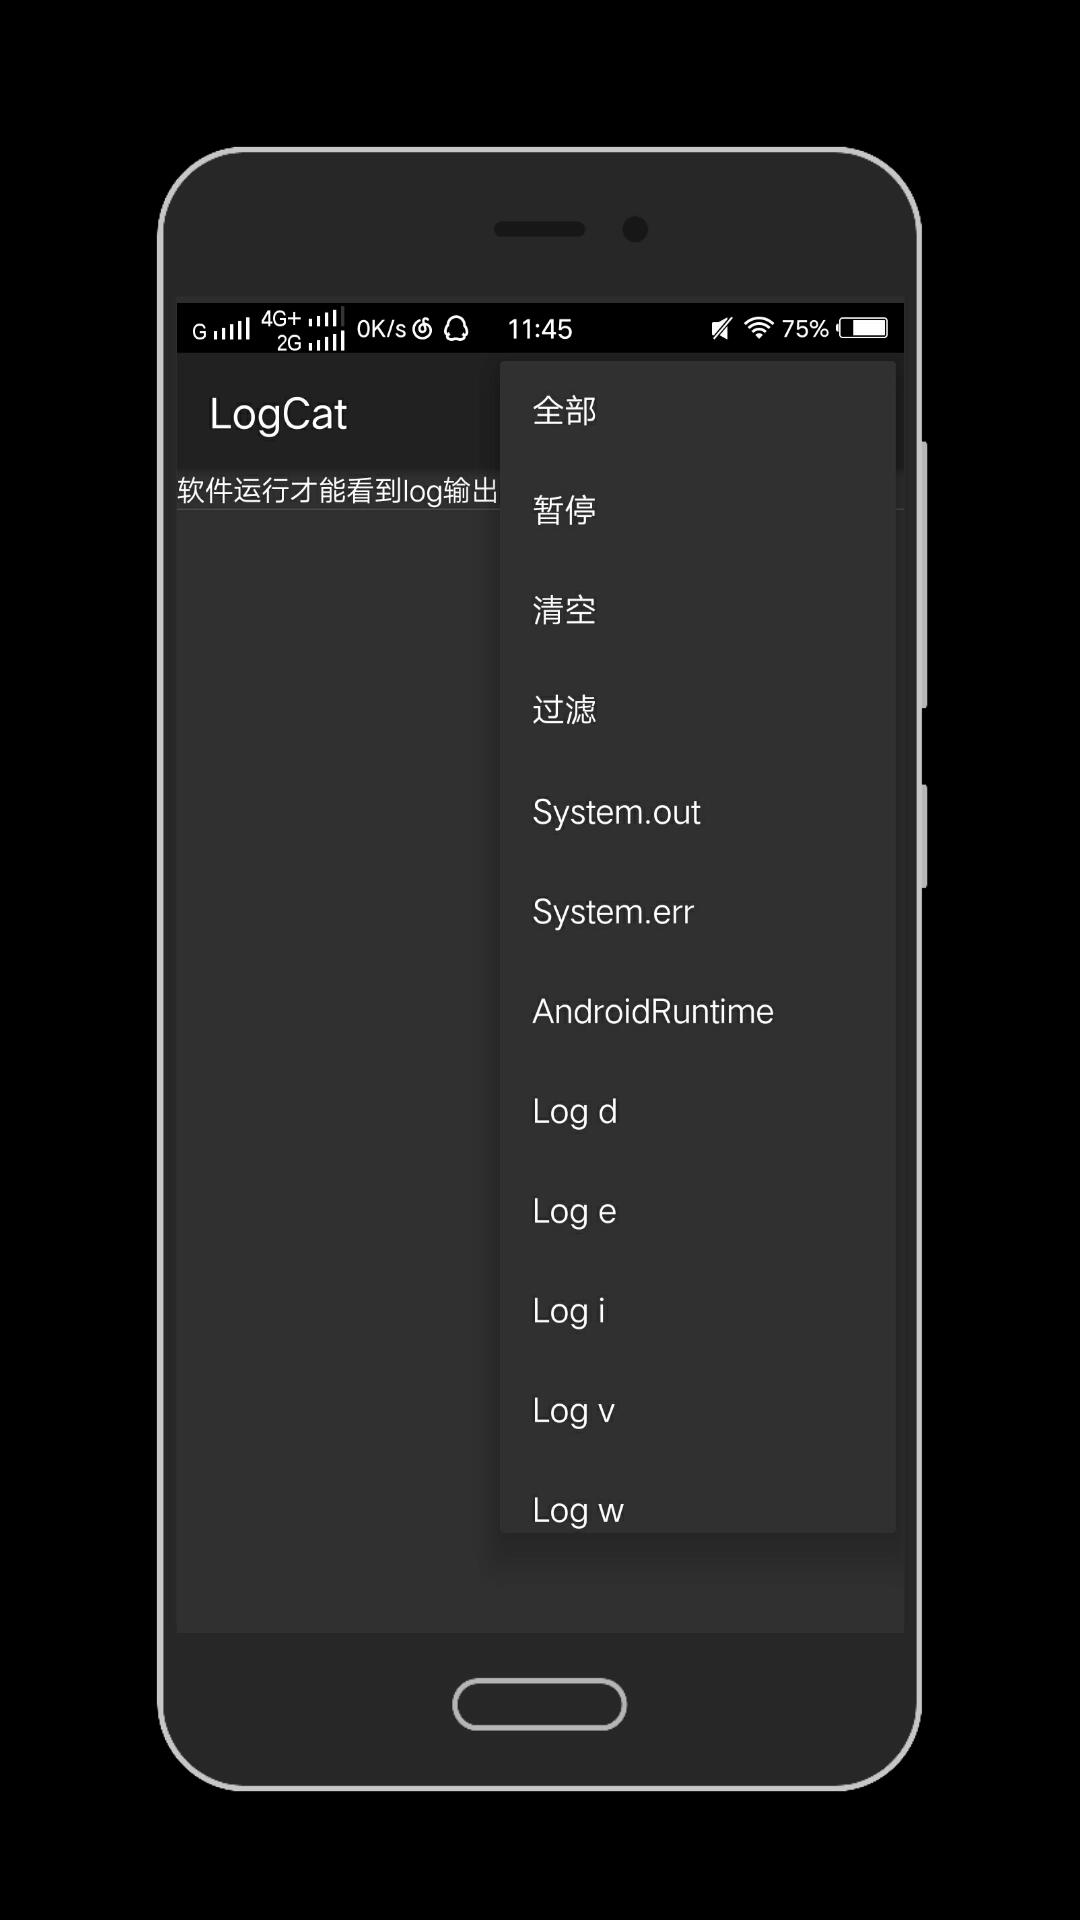 G 4G+ 2G 0K/s 11:45 75%
LogCat
软件运行才能看到log输出
全部
暂停
清空
过滤
System.out
System.err
AndroidRuntime
Log d
Log e
Log i
Log v
Log w